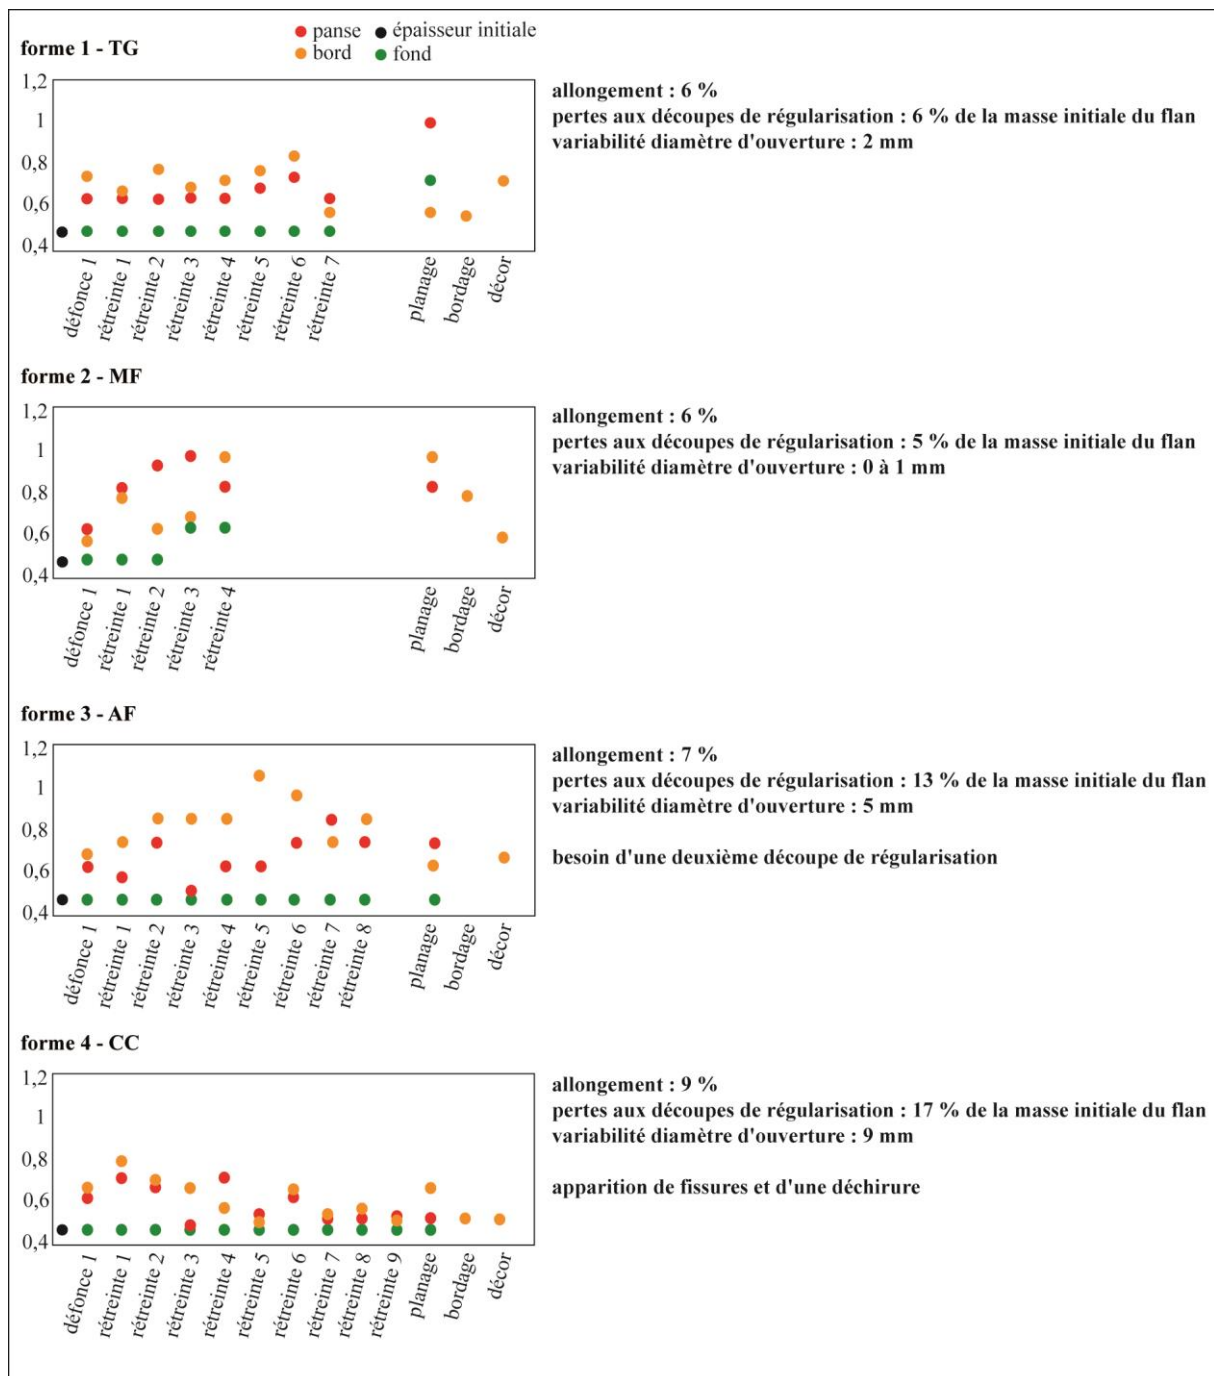 panse
épaisseur initiale
bord
fond
forme 1 - TG
1,2
1
0,8
0,6
0,4
défonce 1
rétreinte 1
rétreinte 2
rétreinte 3
rétreinte 4
rétreinte 5
rétreinte 6
rétreinte 7
planage
bordage
décor
allongement : 6 %
pertes aux découpes de régularisation : 6 % de la masse initiale du flan
variabilité diamètre d'ouverture : 2 mm
forme 2 - MF
1,2
1
0,8
0,6
0,4
défonce 1
rétreinte 1
rétreinte 2
rétreinte 3
rétreinte 4
planage
bordage
décor
allongement : 6 %
pertes aux découpes de régularisation : 5 % de la masse initiale du flan
variabilité diamètre d'ouverture : 0 à 1 mm
forme 3 - AF
1,2
1
0,8
0,6
0,4
défonce 1
rétreinte 1
rétreinte 2
rétreinte 3
rétreinte 4
rétreinte 5
rétreinte 6
rétreinte 7
rétreinte 8
planage
bordage
décor
allongement : 7 %
pertes aux découpes de régularisation : 13 % de la masse initiale du flan
variabilité diamètre d'ouverture : 5 mm
besoin d'une deuxième découpe de régularisation
forme 4 - CC
1,2
1
0,8
0,6
0,4
défonce 1
rétreinte 1
rétreinte 2
rétreinte 3
rétreinte 4
rétreinte 5
rétreinte 6
rétreinte 7
rétreinte 8
rétreinte 9
planage
bordage
décor
allongement : 9 %
pertes aux découpes de régularisation : 17 % de la masse initiale du flan
variabilité diamètre d'ouverture : 9 mm
apparition de fissures et d'une déchirure